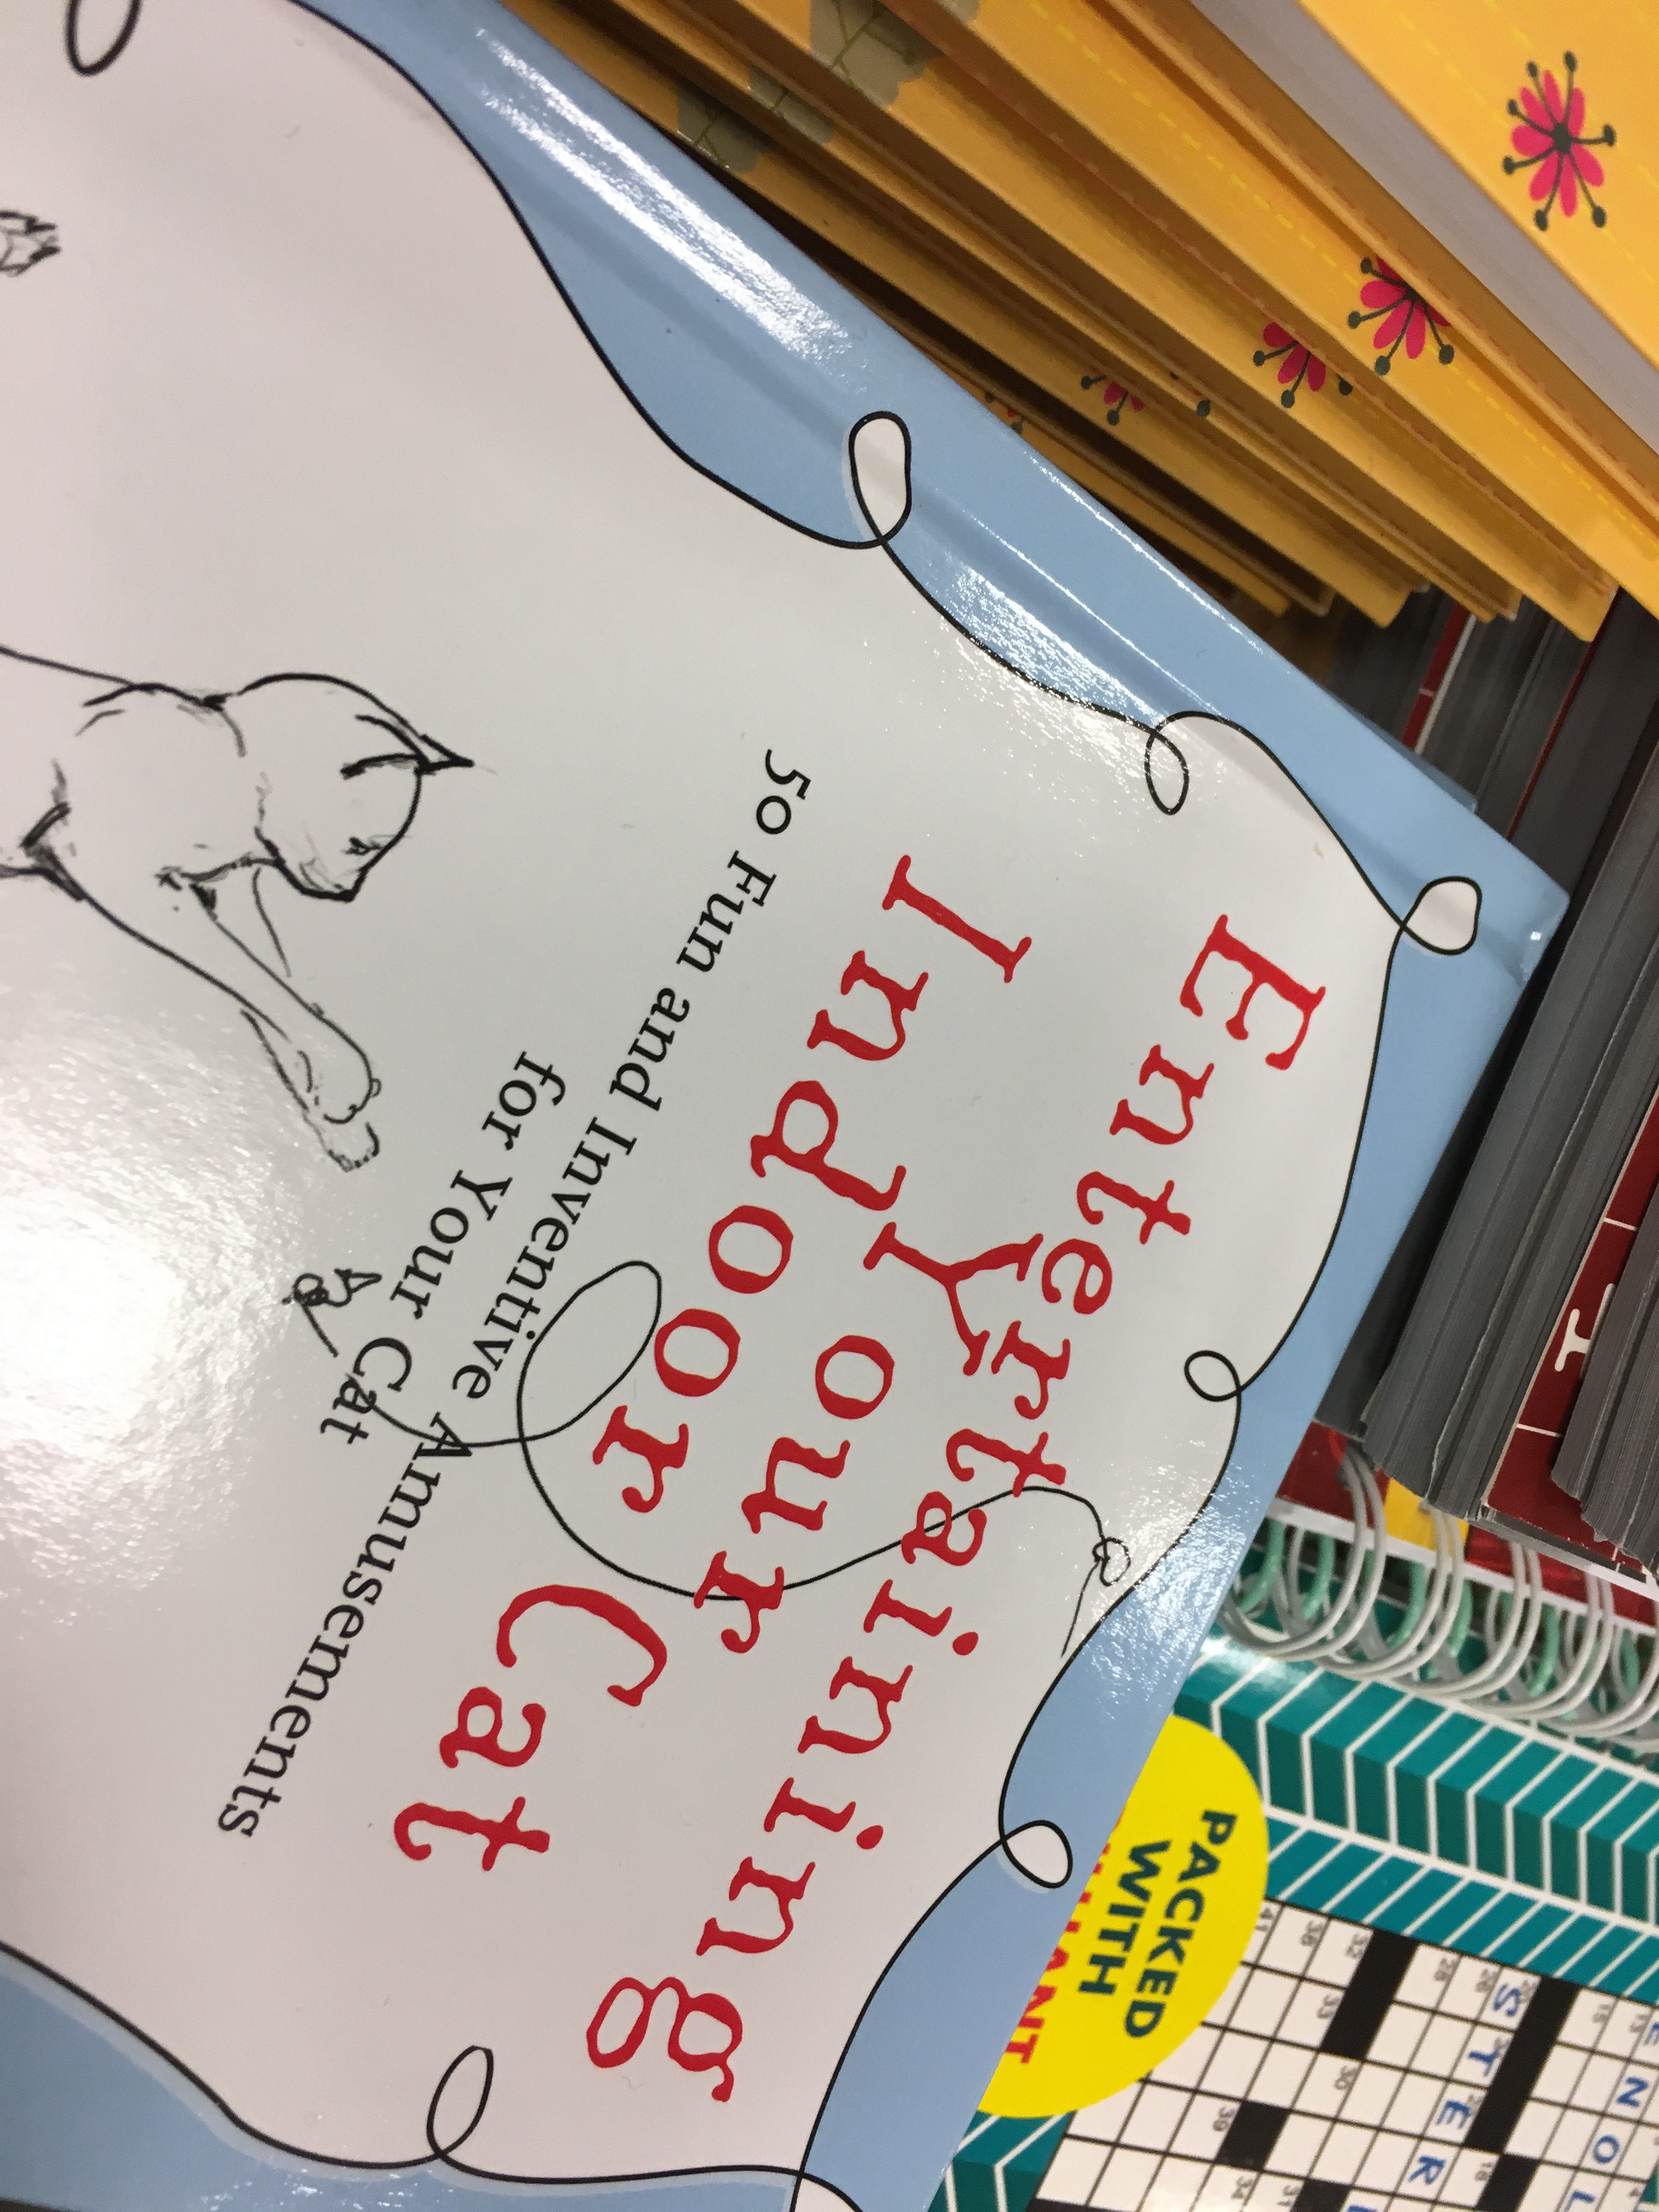 Entertaining
Your
Indoor Cat
50 Fun and Inventive Amusements
for Your Cat
PACKED
WITH